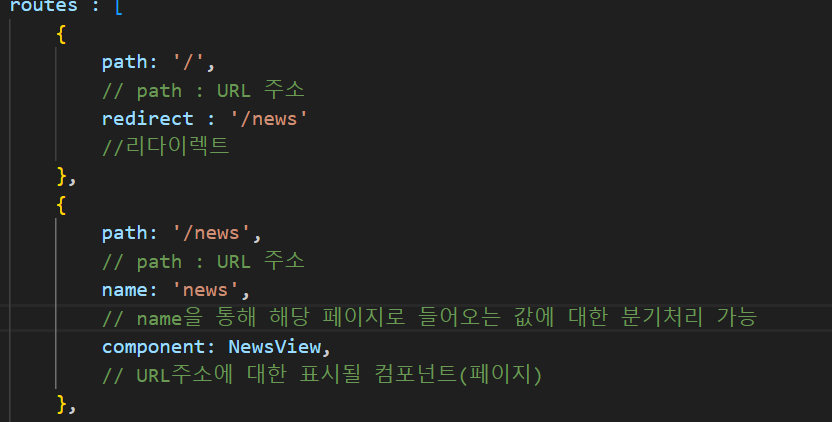 routes : [
{
path: '/',
// path : URL 주소
redirect : '/news'
//리다이렉트
},
{
path: '/news',
// path : URL 주소
name: 'news',
// name을 통해 해당 페이지로 들어오는 값에 대한 분기처리 가능
component: NewsView,
// URL주소에 대한 표시될 컴포넌트(페이지)
},